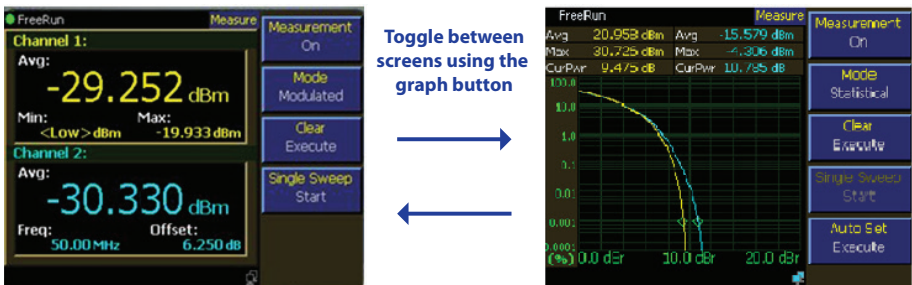 FreeRun Measure
Channel 1:
Avg:
-29.252 dBm
Min: Max:
<Low> dBm -19.933 dBm
Channel 2:
Avg:
-30.330 dBm
Freq: Offset:
50.00 MHz 6.250 dB
Measurement
On
Mode
Modulated
Clear
Execute
Single Sweep
Start
Toggle between
screens using the
graph button
FreeRun Measure
Avg 20.953 dBm Avg -15.579 dBm
Max 30.725 dBm Max -4.306 dBm
CurPwr 9.475 dB CurPwr 10.785 dB
100.0
10.0
1.0
0.1
0.01
0.001
0.0001
(%) 0.0 dBr 10.0 dBr 20.0 dBr
Measurement
On
Mode
Statistical
Clear
Execute
Single Sweep
Start
Auto Set
Execute